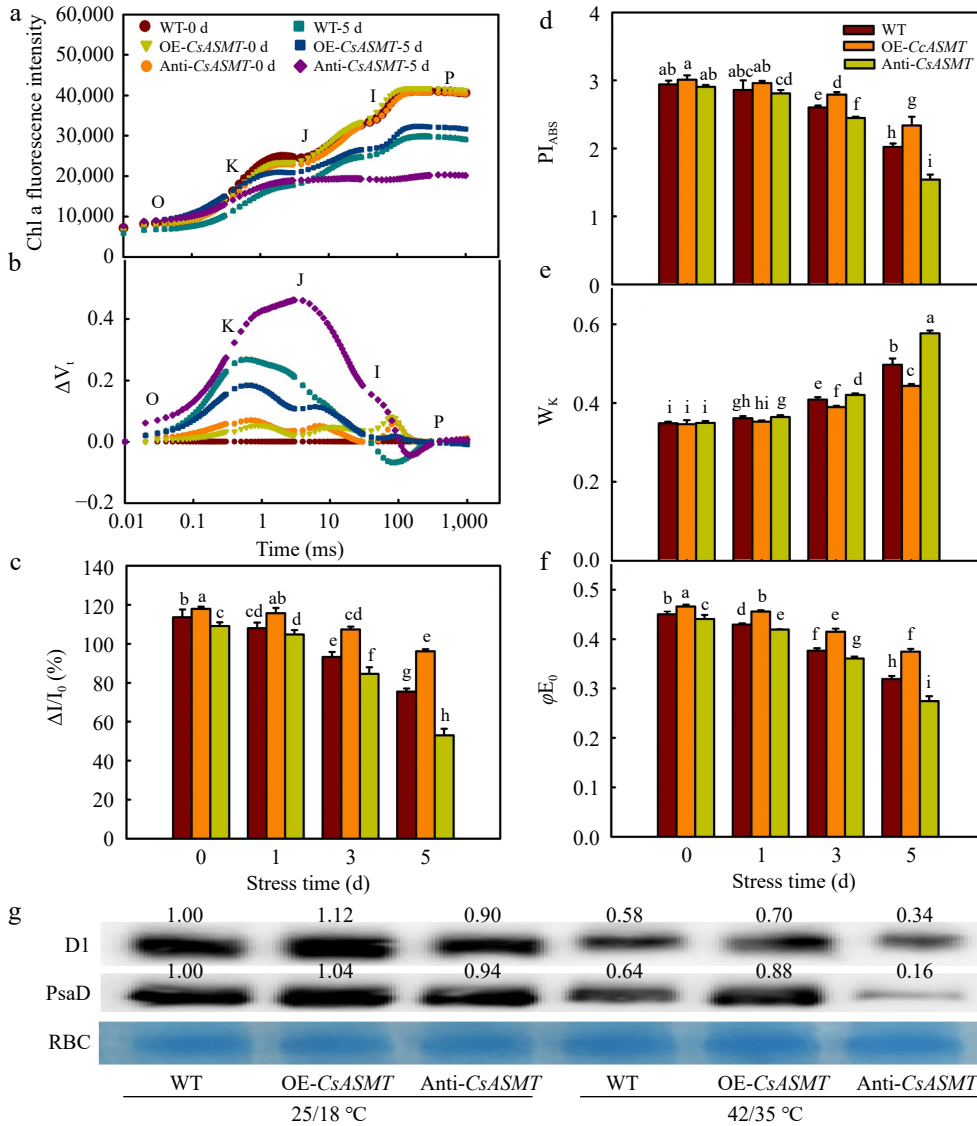 a
Chl a fluorescence intensity
60,000
50,000
40,000
30,000
20,000
10,000
0
WT-0 d
OE-CsASMT-0 d
Anti-CsASMT-0 d
WT-5 d
OE-CsASMT-5 d
Anti-CsASMT-5 d
O
K
J
I
P
b
ΔVt
0.4
0.2
0.0
−0.2
O
K
J
I
P
0.01 0.1 1 10 100 1,000
Time (ms)
c
ΔI/I0 (%)
140
120
100
80
60
40
20
0
b a c
cd ab d
e c f
g e h
0 1 3 5
Stress time (d)
d
PIABS
4
3
2
1
0
WT
OE-CcASMT
Anti-CsASMT
ab a ab
abc ab cd
e d f
h g i
e
WK
0.6
0.4
0.2
0.0
i i i
gh hi g
e f d
b c a
f
φE0
0.5
0.4
0.3
0.4
0.1
0.0
b a c
d b e
f e g
h f i
0 1 3 5
Stress time (d)
g
1.00 1.12 0.90 0.58 0.70 0.34
D1
1.00 1.04 0.94 0.64 0.88 0.16
PsaD
RBC
WT OE-CsASMT Anti-CsASMT WT OE-CsASMT Anti-CsASMT
25/18 °C 42/35 °C